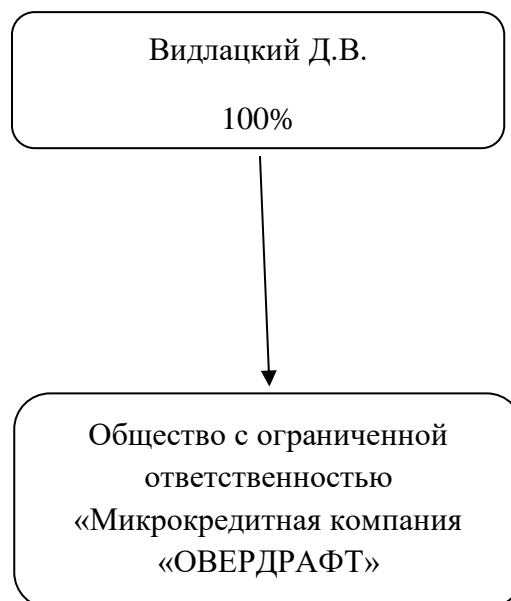 Видлацкий Д.В.
100%
Общество с ограниченной
ответственностью
«Микрокредитная компания
«ОВЕРДРАФТ»